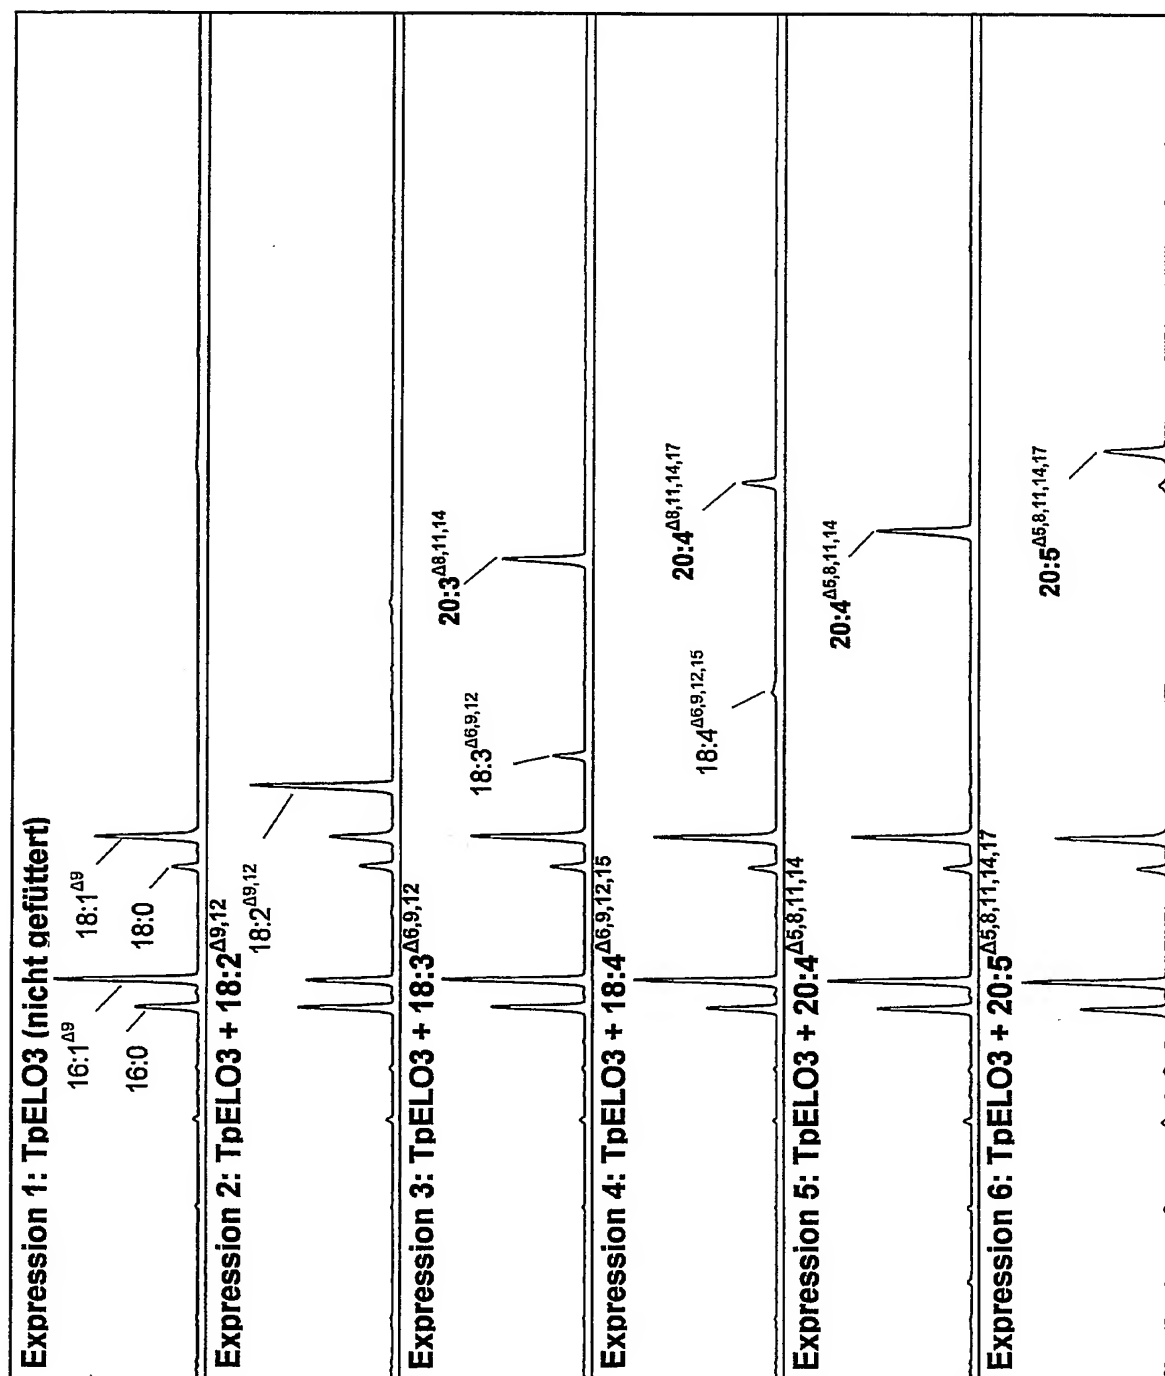 Expression 1: TpELO3 (nicht gefüttert)
16:1Δ9
16:0
18:1Δ9
18:0
Expression 2: TpELO3 + 18:2Δ9,12
18:2Δ9,12
Expression 3: TpELO3 + 18:3Δ6,9,12
18:3Δ6,9,12
20:3Δ8,11,14
Expression 4: TpELO3 + 18:4Δ6,9,12,15
18:4Δ6,9,12,15
20:4Δ8,11,14,17
Expression 5: TpELO3 + 20:4Δ5,8,11,14
20:4Δ5,8,11,14
Expression 6: TpELO3 + 20:5Δ5,8,11,14,17
20:5Δ5,8,11,14,17